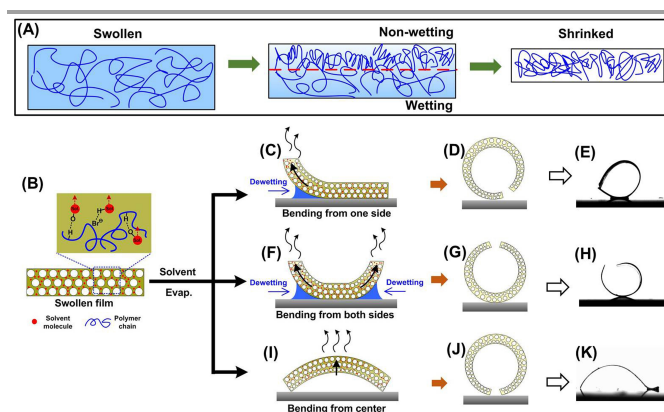 (A)
Swollen
Non-wetting
Shrinked
Wetting
(B)
Swollen film
Solvent
molecule
Polymer
chain
Solvent
Evap.
(C)
Dewetting
Bending from one side
(D)
(E)
(F)
Dewetting
Dewetting
Bending from both sides
(G)
(H)
(I)
Bending from center
(J)
(K)